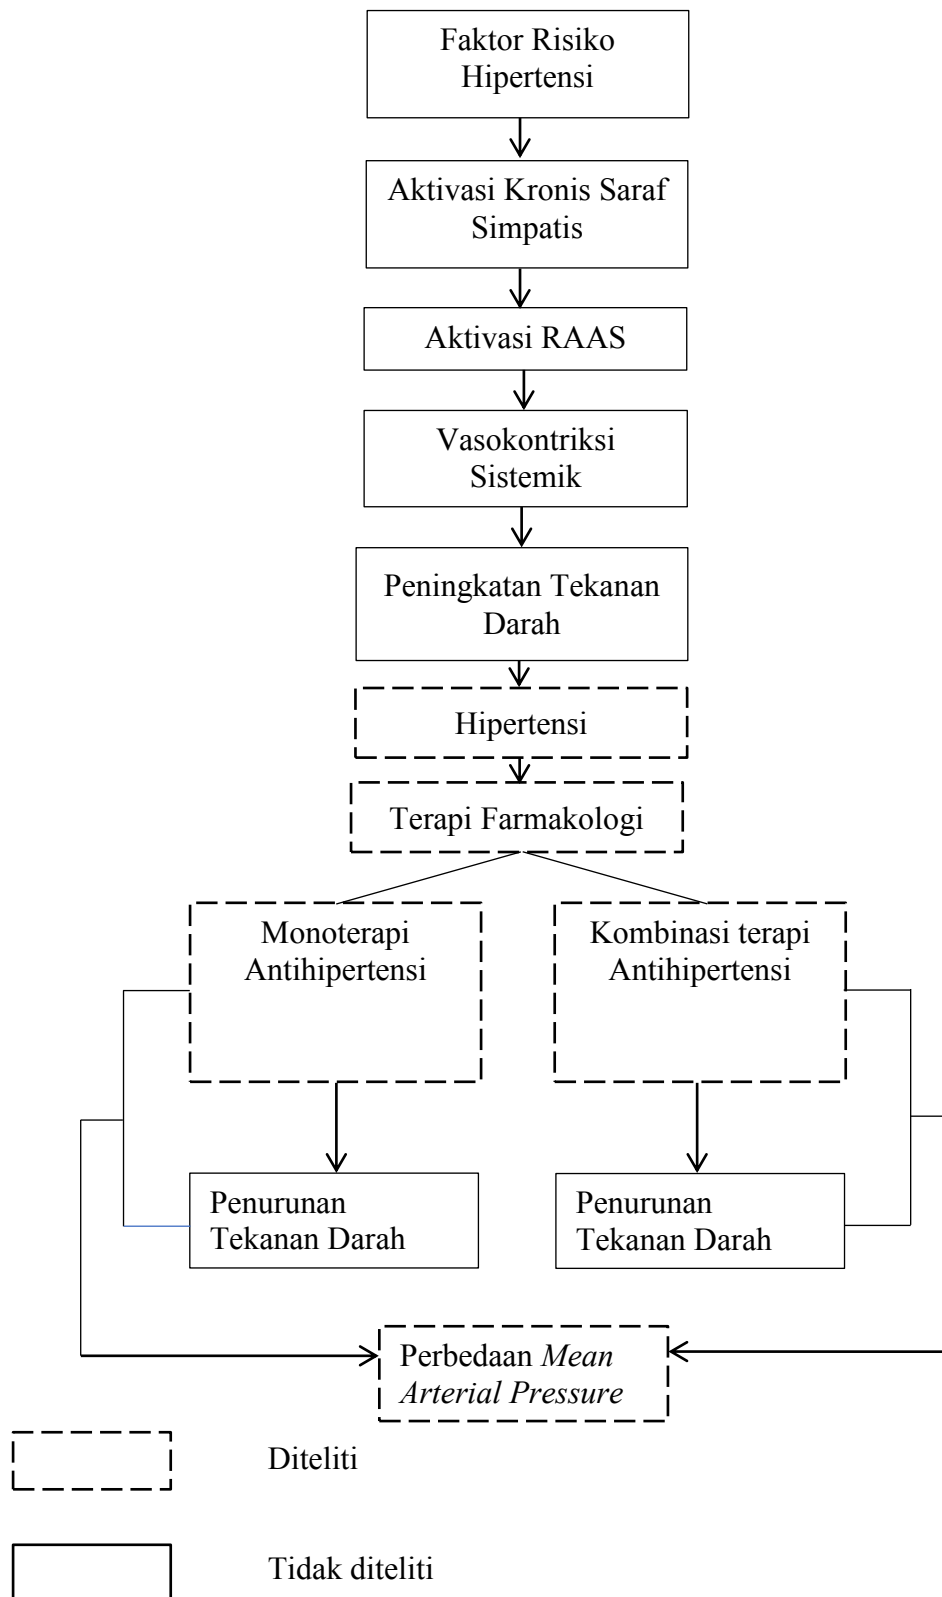 Faktor Risiko
Hipertensi
Aktivasi Kronis Saraf
Simpatis
Aktivasi RAAS
Vasokontriksi
Sistemik
Peningkatan Tekanan
Darah
Hipertensi
Terapi Farmakologi
Monoterapi
Antihipertensi
Kombinasi terapi
Antihipertensi
Penurunan
Tekanan Darah
Penurunan
Tekanan Darah
Perbedaan Mean
Arterial Pressure
Diteliti
Tidak diteliti